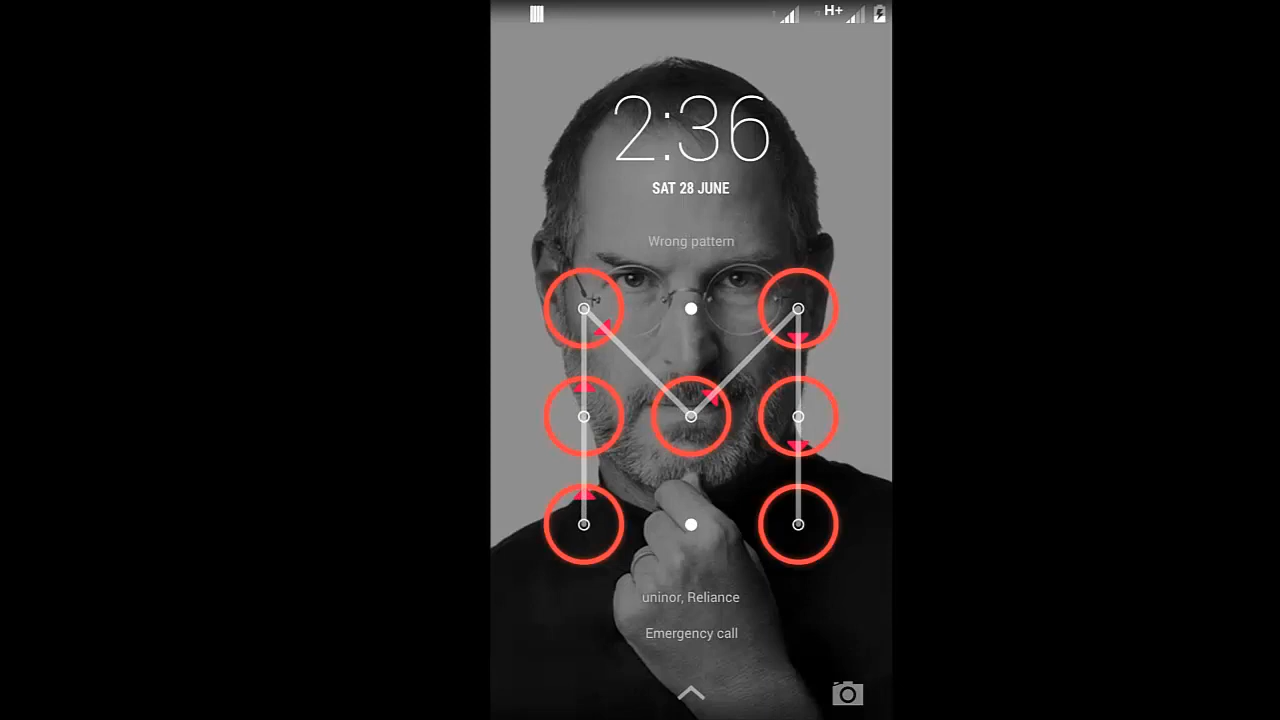 H+
2:36
SAT 28 JUNE
Wrong pattern
uninor, Reliance
Emergency call